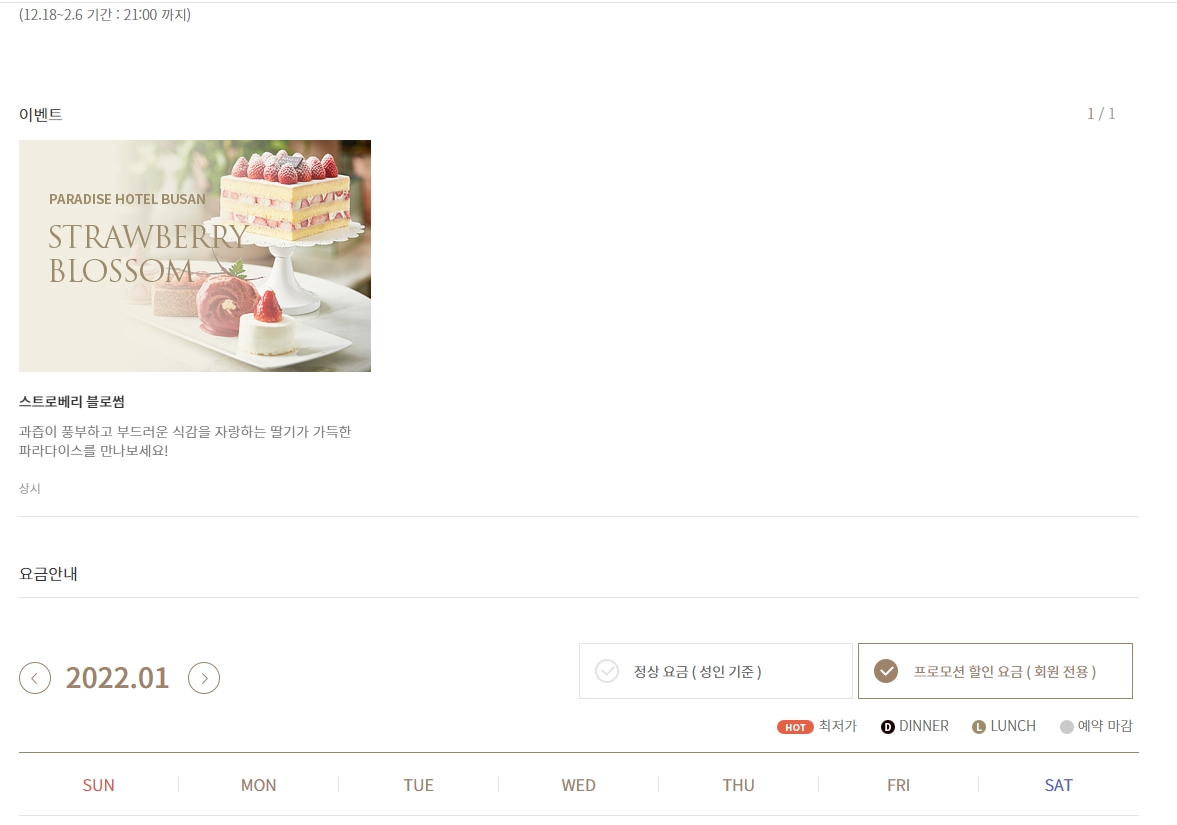 (12.18~2.6 기간 : 21:00 까지)
이벤트
1 / 1
PARADISE HOTEL BUSAN
STRAWBERRY
BLOSSOM
스트로베리 블로썸
과즙이 풍부하고 부드러운 식감을 자랑하는 딸기가 가득한
파라다이스를 만나보세요!
상시
요금안내
2022.01
정상 요금 ( 성인 기준 )
프로모션 할인 요금 ( 회원 전용 )
HOT 최저가 D DINNER L LUNCH 예약 마감
SUN MON TUE WED THU FRI SAT